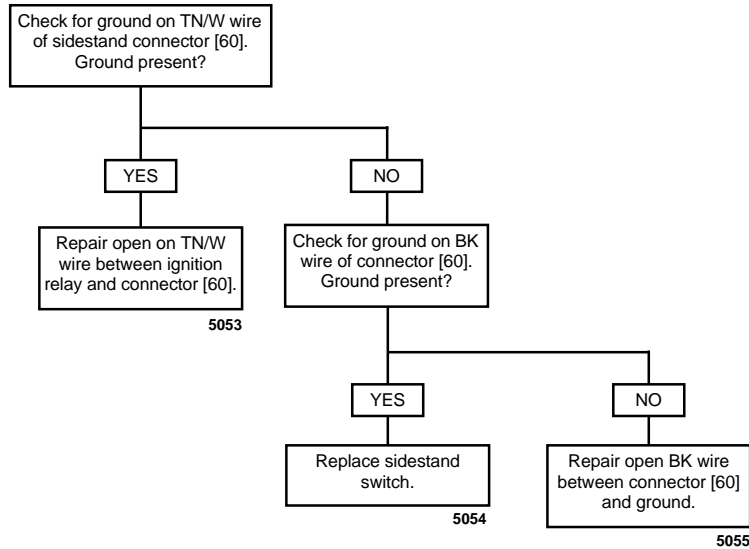 Check for ground on TN/W wire
of sidestand connector [60].
Ground present?
YES
NO
Repair open on TN/W
wire between ignition
relay and connector [60].
5053
Check for ground on BK
wire of connector [60].
Ground present?
YES
NO
Replace sidestand
switch.
5054
Repair open BK wire
between connector [60]
and ground.
5055